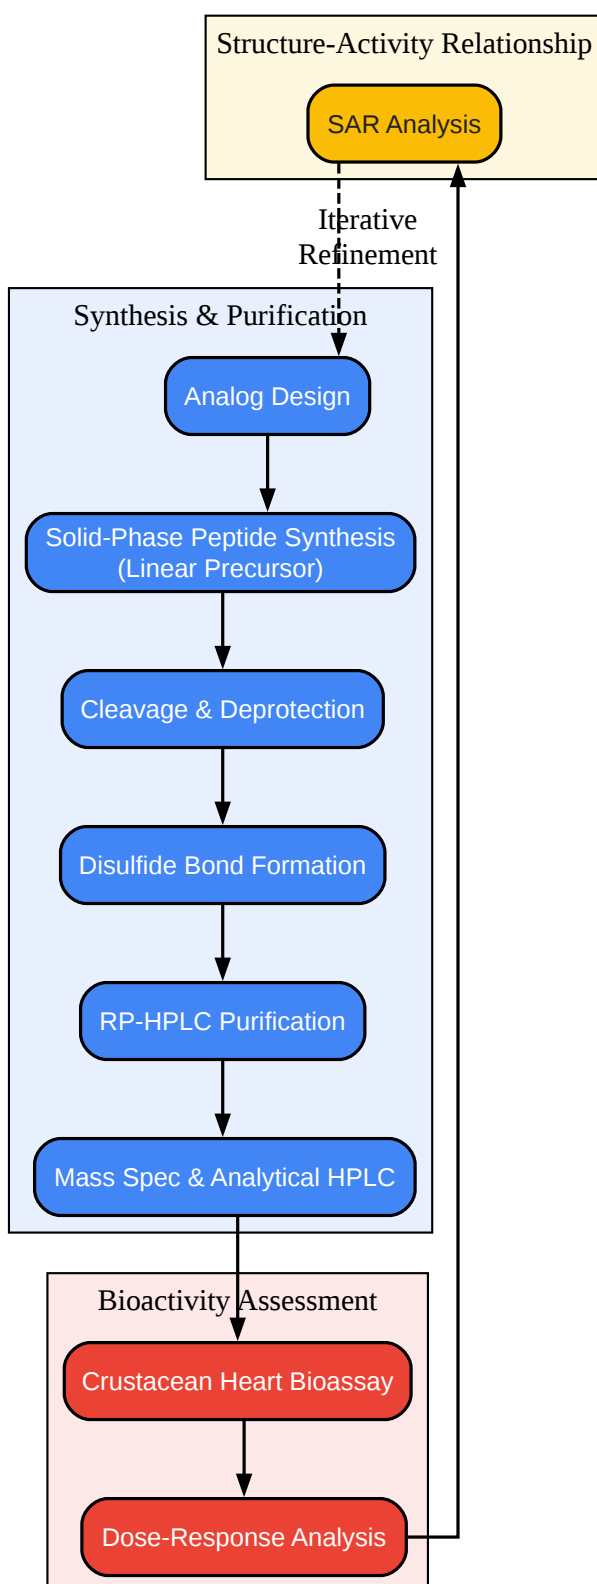 Structure-Activity Relationship
SAR Analysis
Iterative
Refinement
Synthesis & Purification
Analog Design
Solid-Phase Peptide Synthesis
(Linear Precursor)
Cleavage & Deprotection
Disulfide Bond Formation
RP-HPLC Purification
Mass Spec & Analytical HPLC
Bioactivity Assessment
Crustacean Heart Bioassay
Dose-Response Analysis